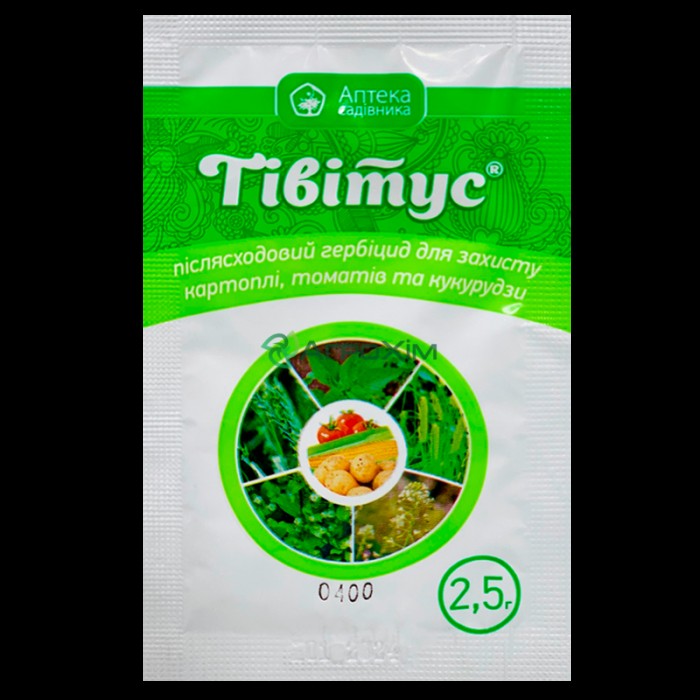 Аптека
садівника
Тівітус®
післясходовий гербіцид для захисту
картоплі, томатів та кукурудзи
0400
2,5г